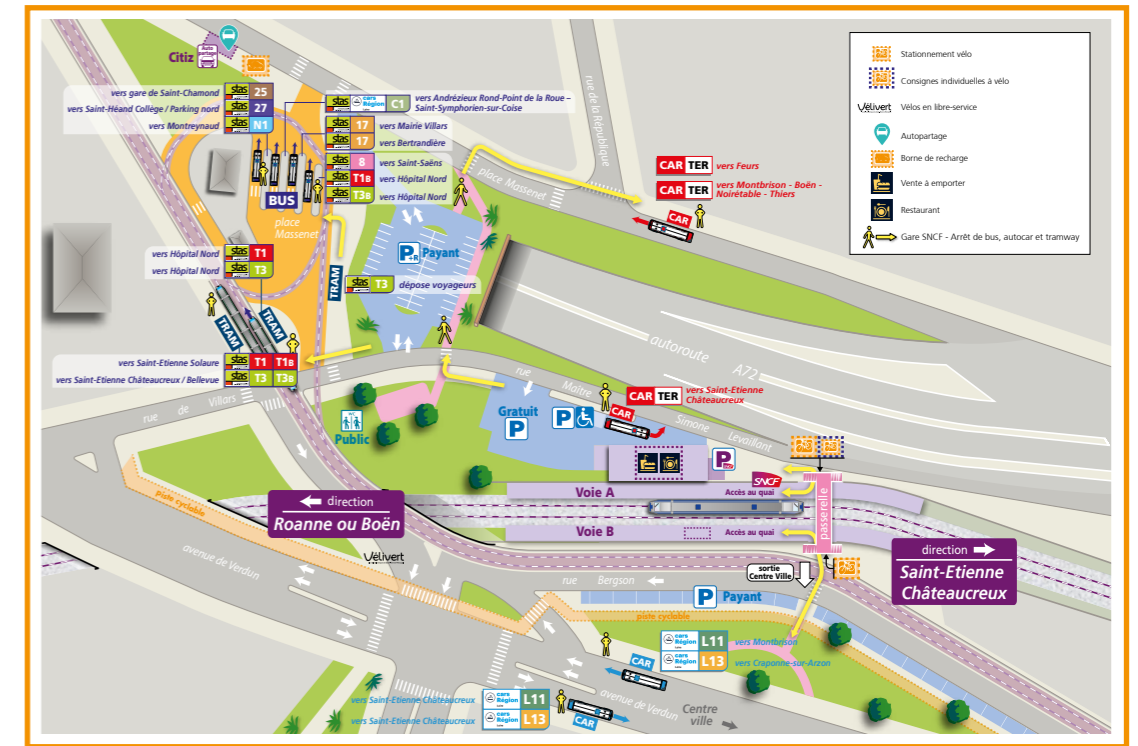 Citiz
Auto
partage
vers gare de Saint-Chamond stas 25
vers Saint-Héand Collège / Parking nord stas 27
vers Montreynaud stas N1
stas cars Région C1 vers Andrézieux Rond-Point de la Roue –
Saint-Symphorien-sur-Coise
stas 17 vers Mairie Villars
stas 17 vers Bertrandière
stas 8 vers Saint-Saëns
stas T1B vers Hôpital Nord
stas T3B vers Hôpital Nord
BUS
place
Massenet
place Massenet
rue de la République
CAR TER vers Feurs
CAR TER vers Montbrison - Boën -
Noirétable - Thiers
CAR
Stationnement vélo
Consignes individuelles à vélo
Vélivert Vélos en libre-service
Autopartage
Borne de recharge
Vente à emporter
Restaurant
Gare SNCF - Arrêt de bus, autocar et tramway
P+R Payant
vers Hôpital Nord stas T1
vers Hôpital Nord stas T3
TRAM
stas T3 dépose voyageurs
TRAM
TRAM
vers Saint-Etienne Solaure stas T1 T1B
vers Saint-Etienne Châteaucreux / Bellevue stas T3 T3B
autoroute
A72
rue de Villars
rue Maître Simone Levaillant
CAR TER vers Saint-Etienne
Châteaucreux
CAR
Public
Gratuit
P
P
P
SNCF
Voie A Accès au quai
Voie B Accès au quai
passerelle
direction
Roanne ou Boën
direction
Saint-Etienne
Châteaucreux
piste cyclable
avenue de Verdun
Vélivert
sortie
Centre Ville
rue Bergson
P Payant
piste cyclable
cars Région L11 vers Montbrison
cars Région L13 vers Craponne-sur-Arzon
CAR
vers Saint-Etienne Châteaucreux cars Région L11
vers Saint-Etienne Châteaucreux cars Région L13
CAR
avenue de Verdun
Centre
ville